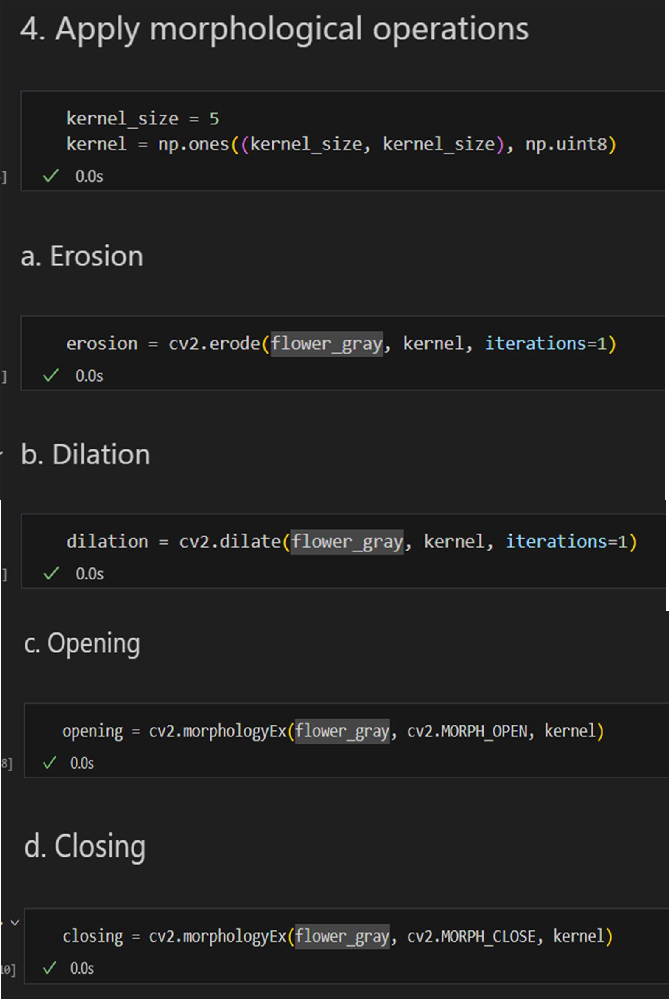 4. Apply morphological operations
kernel_size = 5
kernel = np.ones((kernel_size, kernel_size), np.uint8)
] ✓ 0.0s
a. Erosion
erosion = cv2.erode(flower_gray, kernel, iterations=1)
] ✓ 0.0s
b. Dilation
dilation = cv2.dilate(flower_gray, kernel, iterations=1)
] ✓ 0.0s
c. Opening
opening = cv2.morphologyEx(flower_gray, cv2.MORPH_OPEN, kernel)
8] ✓ 0.0s
d. Closing
closing = cv2.morphologyEx(flower_gray, cv2.MORPH_CLOSE, kernel)
10] ✓ 0.0s